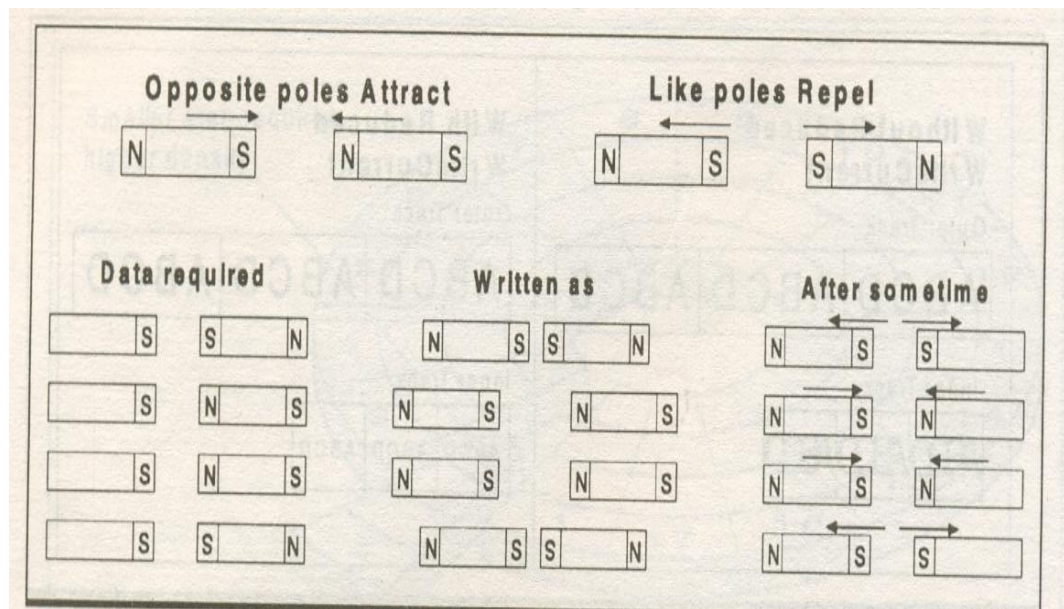 Opposite poles Attract Like poles Repel
N S N S N S S N
Data required Written as After sometime
S S N N S S N N S S
S N S N S N S N S N
S N S N S N S N S N
S S N N S S N N S S